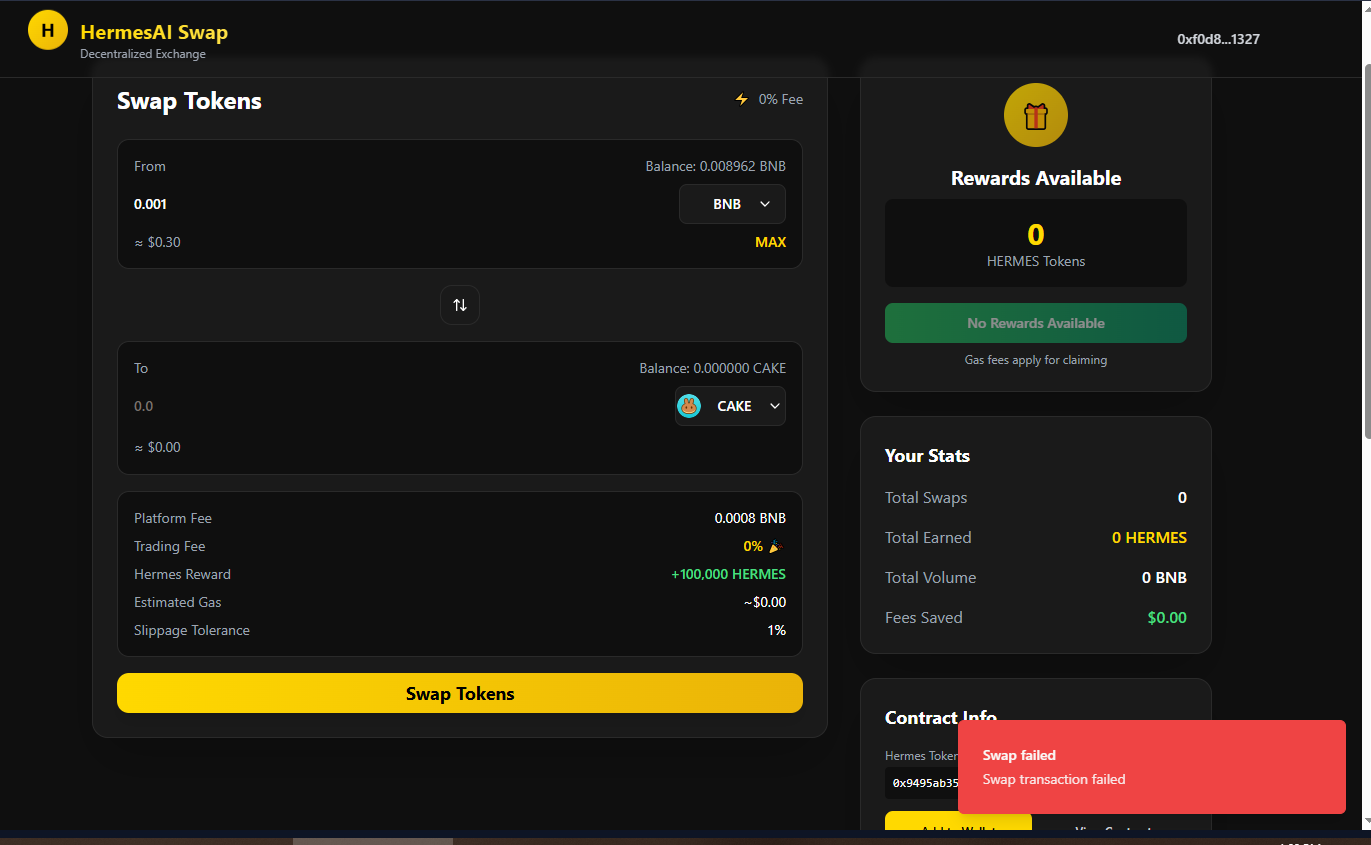 H
HermesAI Swap
Decentralized Exchange
0xf0d8...1327
Swap Tokens
0% Fee
From
Balance: 0.008962 BNB
0.001
BNB
≈ $0.30
MAX
To
Balance: 0.000000 CAKE
0.0
CAKE
≈ $0.00
Platform Fee
0.0008 BNB
Trading Fee
0%
Hermes Reward
+100,000 HERMES
Estimated Gas
~$0.00
Slippage Tolerance
1%
Swap Tokens
Rewards Available
0
HERMES Tokens
No Rewards Available
Gas fees apply for claiming
Your Stats
Total Swaps
0
Total Earned
0 HERMES
Total Volume
0 BNB
Fees Saved
$0.00
Contract Info
Hermes Token
0x9495ab35
Swap failed
Swap transaction failed